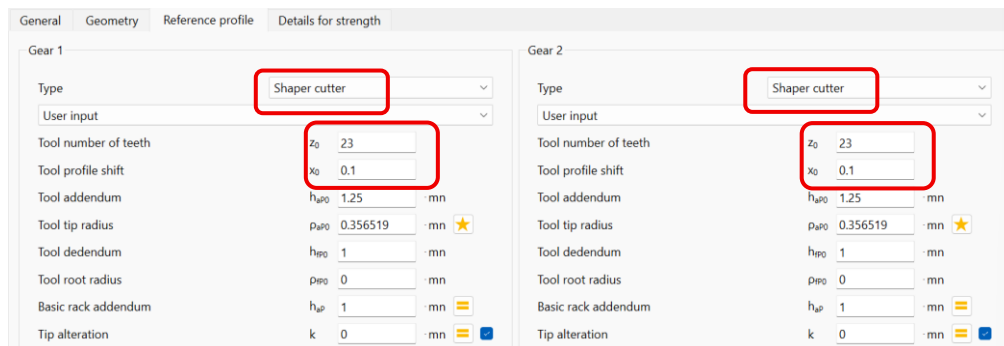 General Geometry Reference profile Details for strength
Gear 1
Type Shaper cutter
User input
Tool number of teeth z₀ 23
Tool profile shift x₀ 0.1
Tool addendum haP0 1.25 ·mn
Tool tip radius ρaP0 0.356519 ·mn
Tool dedendum hfP0 1 ·mn
Tool root radius ρfP0 0 ·mn
Basic rack addendum haP 1 ·mn
Tip alteration k 0 ·mn
Gear 2
Type Shaper cutter
User input
Tool number of teeth z₀ 23
Tool profile shift x₀ 0.1
Tool addendum haP0 1.25 ·mn
Tool tip radius ρaP0 0.356519 ·mn
Tool dedendum hfP0 1 ·mn
Tool root radius ρfP0 0 ·mn
Basic rack addendum haP 1 ·mn
Tip alteration k 0 ·mn